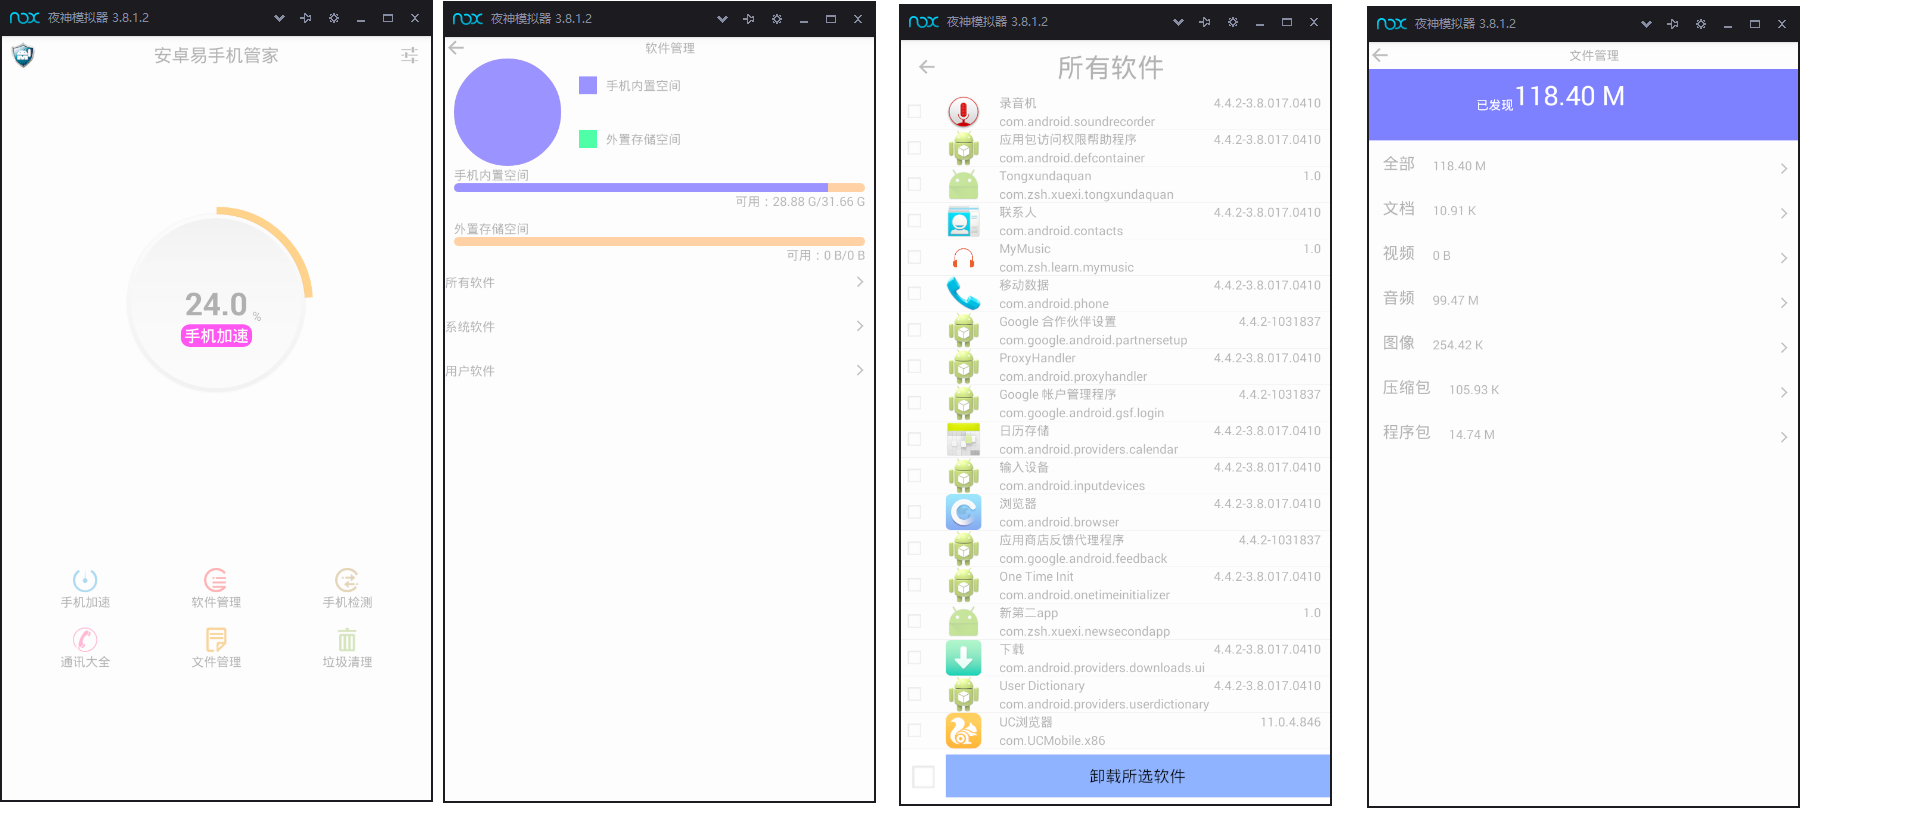 nox 夜神模拟器 3.8.1.2
安卓易手机管家
24.0 %
手机加速
手机加速 软件管理 手机检测
通讯大全 文件管理 垃圾清理
nox 夜神模拟器 3.8.1.2
软件管理
手机内置空间
外置存储空间
手机内置空间
可用：28.88 G/31.66 G
外置存储空间
可用：0 B/0 B
所有软件
系统软件
用户软件
nox 夜神模拟器 3.8.1.2
所有软件
录音机 4.4.2-3.8.017.0410
com.android.soundrecorder
应用包访问权限帮助程序 4.4.2-3.8.017.0410
com.android.defcontainer
Tongxundaquan 1.0
com.zsh.xuexi.tongxundaquan
联系人 4.4.2-3.8.017.0410
com.android.contacts
MyMusic 1.0
com.zsh.learn.mymusic
移动数据 4.4.2-3.8.017.0410
com.android.phone
Google 合作伙伴设置 4.4.2-1031837
com.google.android.partnersetup
ProxyHandler 4.4.2-3.8.017.0410
com.android.proxyhandler
Google 帐户管理程序 4.4.2-1031837
com.google.android.gsf.login
日历存储 4.4.2-3.8.017.0410
com.android.providers.calendar
输入设备 4.4.2-3.8.017.0410
com.android.inputdevices
浏览器 4.4.2-3.8.017.0410
com.android.browser
应用商店反馈代理程序 4.4.2-1031837
com.google.android.feedback
One Time Init 4.4.2-3.8.017.0410
com.android.onetimeinitializer
新第二app 1.0
com.zsh.xuexi.newsecondapp
下载 4.4.2-3.8.017.0410
com.android.providers.downloads.ui
User Dictionary 4.4.2-3.8.017.0410
com.android.providers.userdictionary
UC浏览器 11.0.4.846
com.UCMobile.x86
卸载所选软件
nox 夜神模拟器 3.8.1.2
文件管理
已发现118.40 M
全部 118.40 M
文档 10.91 K
视频 0 B
音频 99.47 M
图像 254.42 K
压缩包 105.93 K
程序包 14.74 M